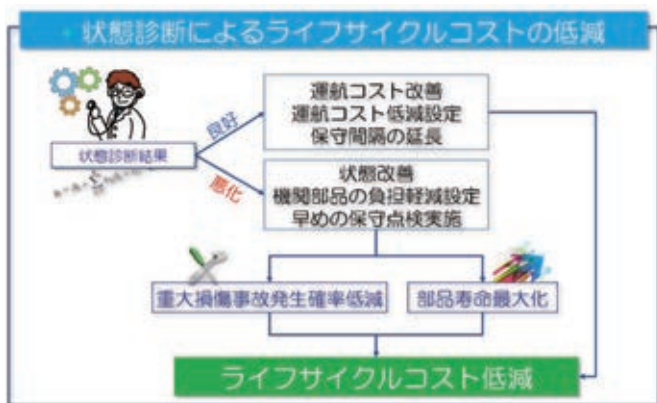 状態診断によるライフサイクルコストの低減
運航コスト改善
運航コスト低減設定
保守間隔の延長
良好
状態診断結果
悪化
状態改善
機関部品の負担軽減設定
早めの保守点検実施
重大損傷事故発生確率低減
部品寿命最大化
ライフサイクルコスト低減